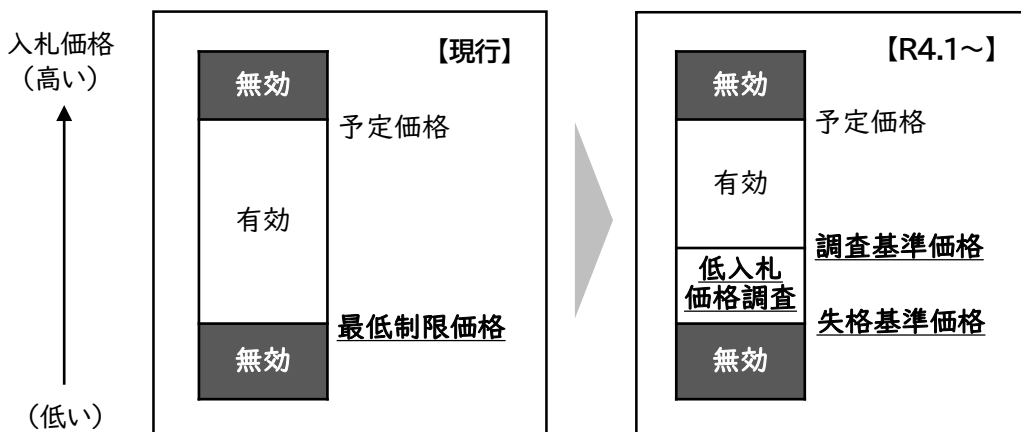 入札価格
（高い）
（低い）
【現行】
無効
予定価格
有効
最低制限価格
無効
【R4.1～】
無効
予定価格
有効
調査基準価格
低入札
価格調査
失格基準価格
無効